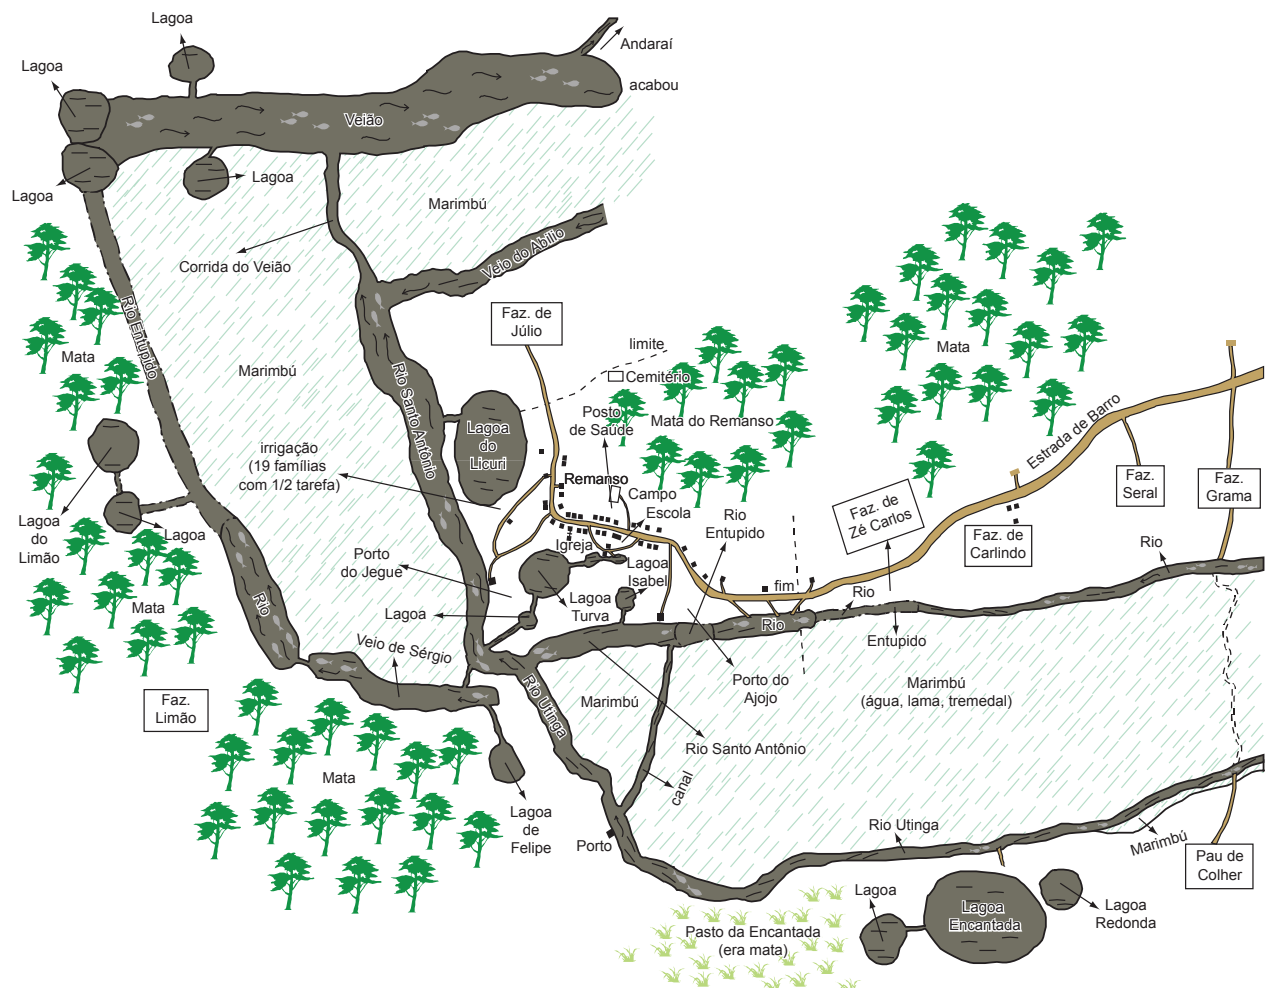 Lagoa
Andaraí
Lagoa
acabou
Veião
Lagoa
Lagoa
Marimbú
Corrida do Veião
Veio do Abílio
Rio Entupido
Faz. de
Júlio
limite
Mata
Mata
Cemitério
Marimbú
Rio Santo Antônio
Posto
de Saúde
Mata do Remanso
Estrada de Barro
Lagoa
do
Licuri
irrigação
(19 famílias
com 1/2 tarefa)
Remanso
Campo
Escola
Faz.
Seral
Faz.
Grama
Faz. de
Zé Carlos
Rio
Entupido
Lagoa
do
Limão
Lagoa
Igreja
Faz. de
Carlindo
Rio
Porto
do Jegue
Lagoa
Isabel
fim
Rio
Mata
Rio
Lagoa
Lagoa
Turva
Rio
Entupido
Veio de Sérgio
Porto do
Ajojo
Marimbú
(água, lama, tremedal)
Faz.
Limão
Rio Utinga
Marimbú
Rio Santo Antônio
Mata
canal
Lagoa
de
Felipe
Porto
Rio Utinga
Marimbú
Pau de
Colher
Lagoa
Lagoa
Encantada
Lagoa
Redonda
Pasto da Encantada
(era mata)